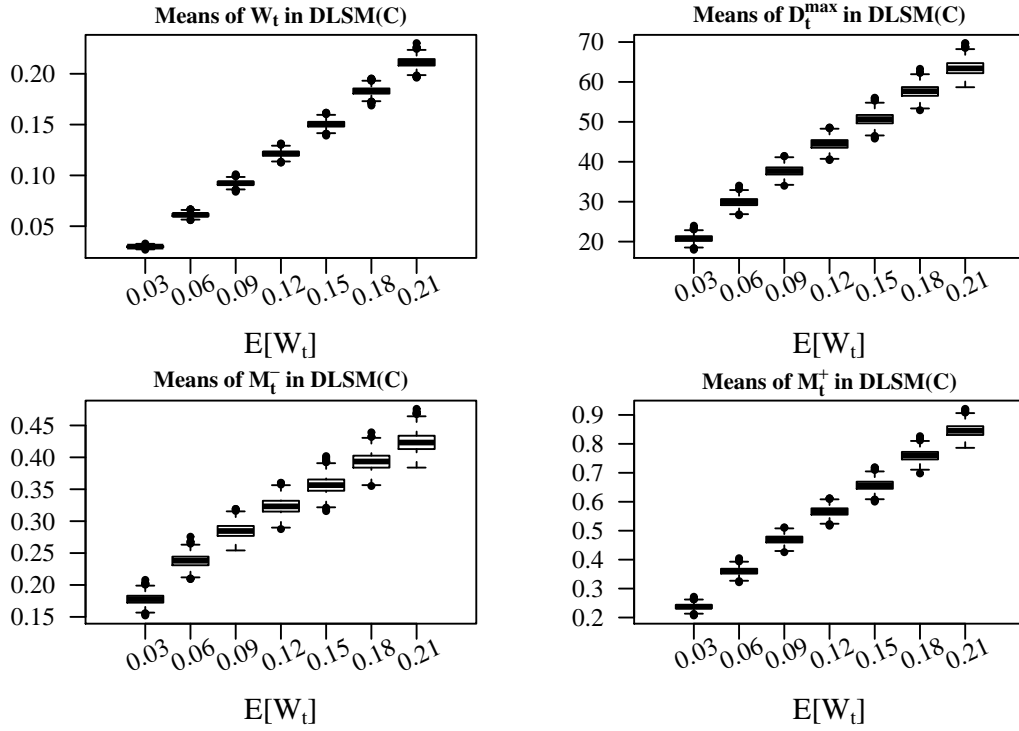 Means of W_t in DLSM(C)
0.20
0.15
0.10
0.05
0.03 0.06 0.09 0.12 0.15 0.18 0.21
E[W_t]
Means of D_t^max in DLSM(C)
70
60
50
40
30
20
0.03 0.06 0.09 0.12 0.15 0.18 0.21
E[W_t]
Means of M_t^− in DLSM(C)
0.45
0.40
0.35
0.30
0.25
0.20
0.15
0.03 0.06 0.09 0.12 0.15 0.18 0.21
E[W_t]
Means of M_t^+ in DLSM(C)
0.9
0.8
0.7
0.6
0.5
0.4
0.3
0.2
0.03 0.06 0.09 0.12 0.15 0.18 0.21
E[W_t]